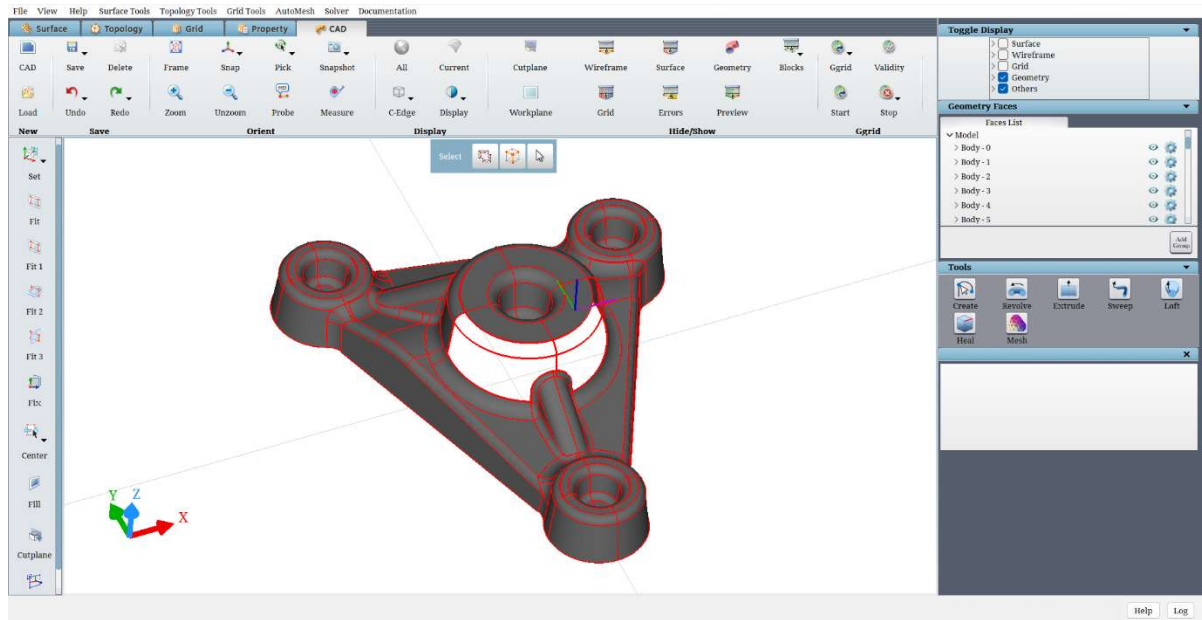 File View Help Surface Tools Topology Tools Grid Tools AutoMesh Solver Documentation
Surface Topology Grid Property CAD
CAD Save Delete Frame Snap Pick Snapshot All Current Cutplane Wireframe Surface Geometry Blocks Ggrid Validity
Load Undo Redo Zoom Unzoom Probe Measure C-Edge Display Workplane Grid Errors Preview Start Stop
New Save Orient Display Hide/Show Ggrid
Set
Fit
Fit 1
Fit 2
Fit 3
Fix
Center
Fill
Cutplane
Select
Y Z
X
Toggle Display
Surface
Wireframe
Grid
Geometry
Others
Geometry Faces
Faces List
Model
Body - 0
Body - 1
Body - 2
Body - 3
Body - 4
Body - 5
Add
Group
Tools
Create Revolve Extrude Sweep Loft
Heal Mesh
Help Log